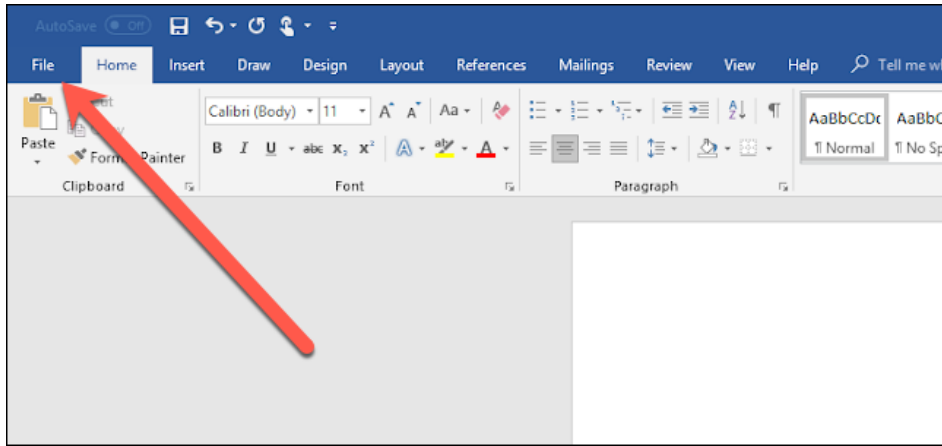 AutoSave Off
File Home Insert Draw Design Layout References Mailings Review View Help Tell me
Calibri (Body) 11 A A Aa
AaBbCcDc AaBbC
Paste
Painter
B I U abc X₂ X² A aby A
¶ Normal ¶ No Sp
Clipboard Font Paragraph